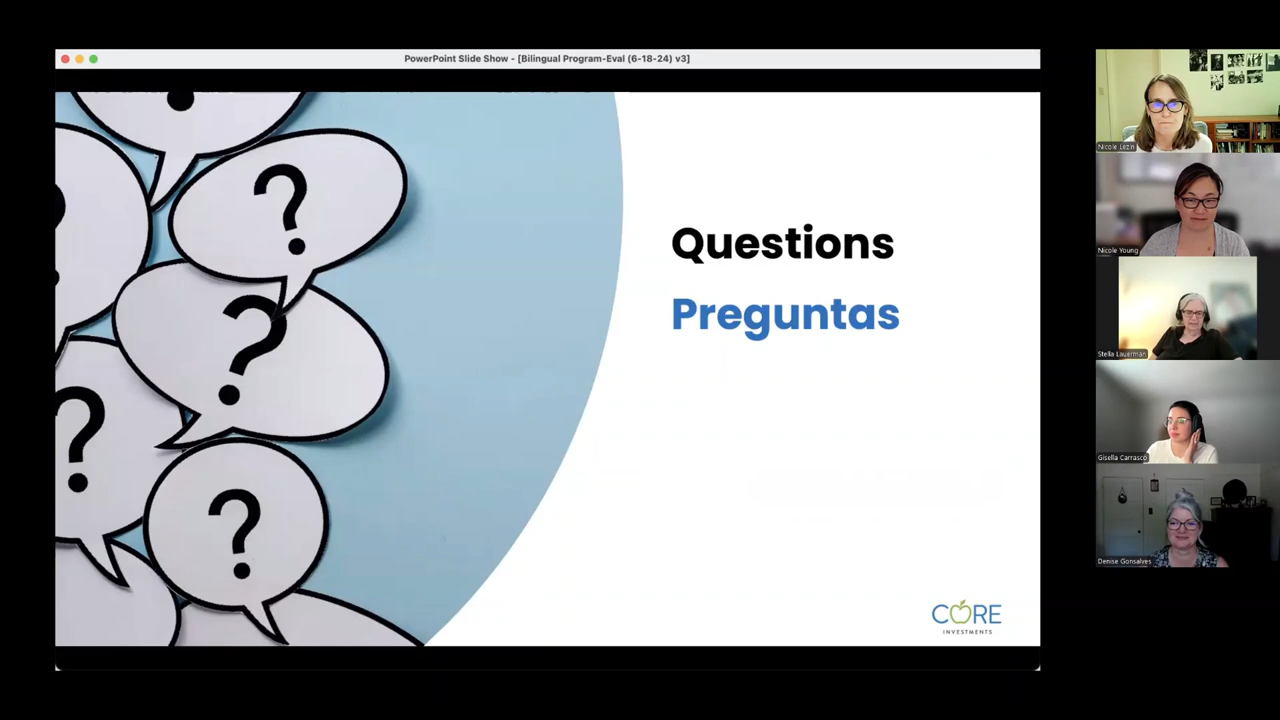 PowerPoint Slide Show - [Bilingual Program-Eval (6-18-24) v3]
?
?
?
?
Questions
Preguntas
CORE
INVESTMENTS
Nicole Lezin
Nicole Young
Stella Lauerman
Gisella Carrasco
Denise Gonsalves